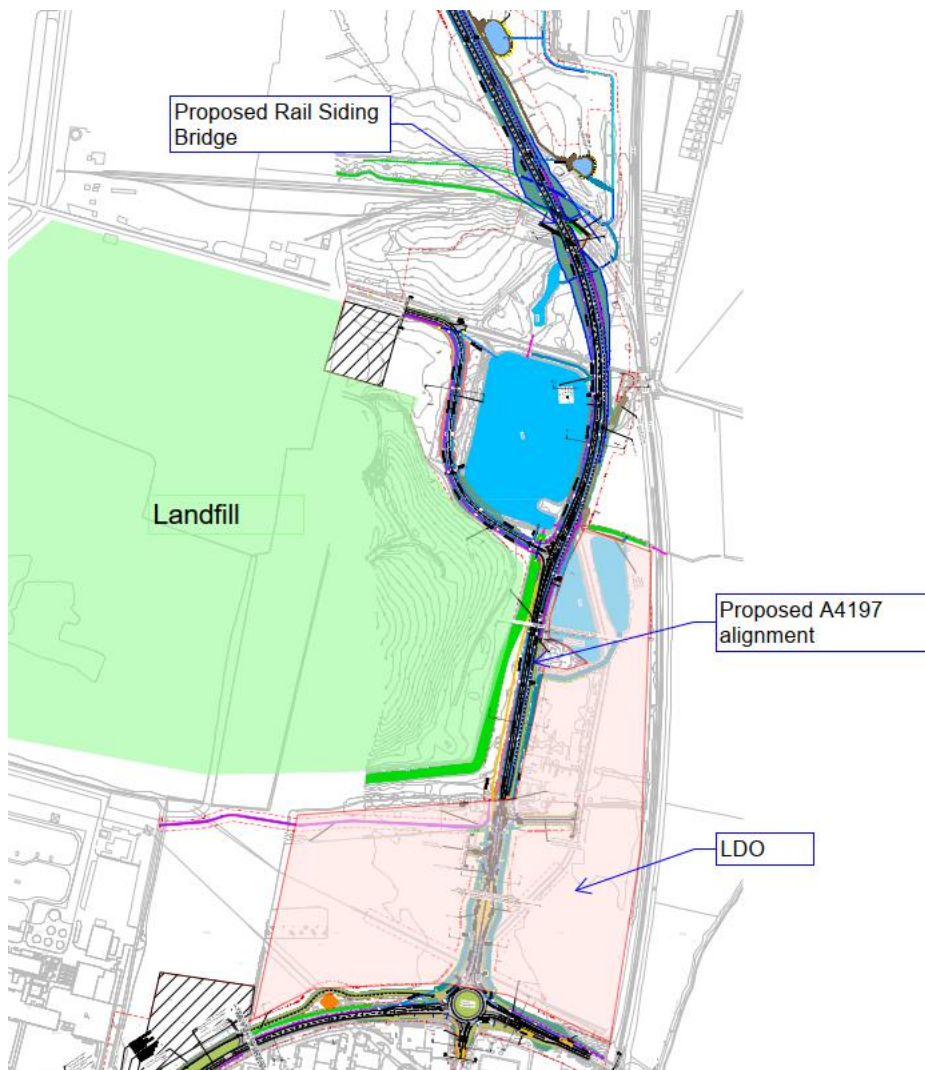 Proposed Rail Siding
Bridge
Landfill
Proposed A4197
alignment
LDO